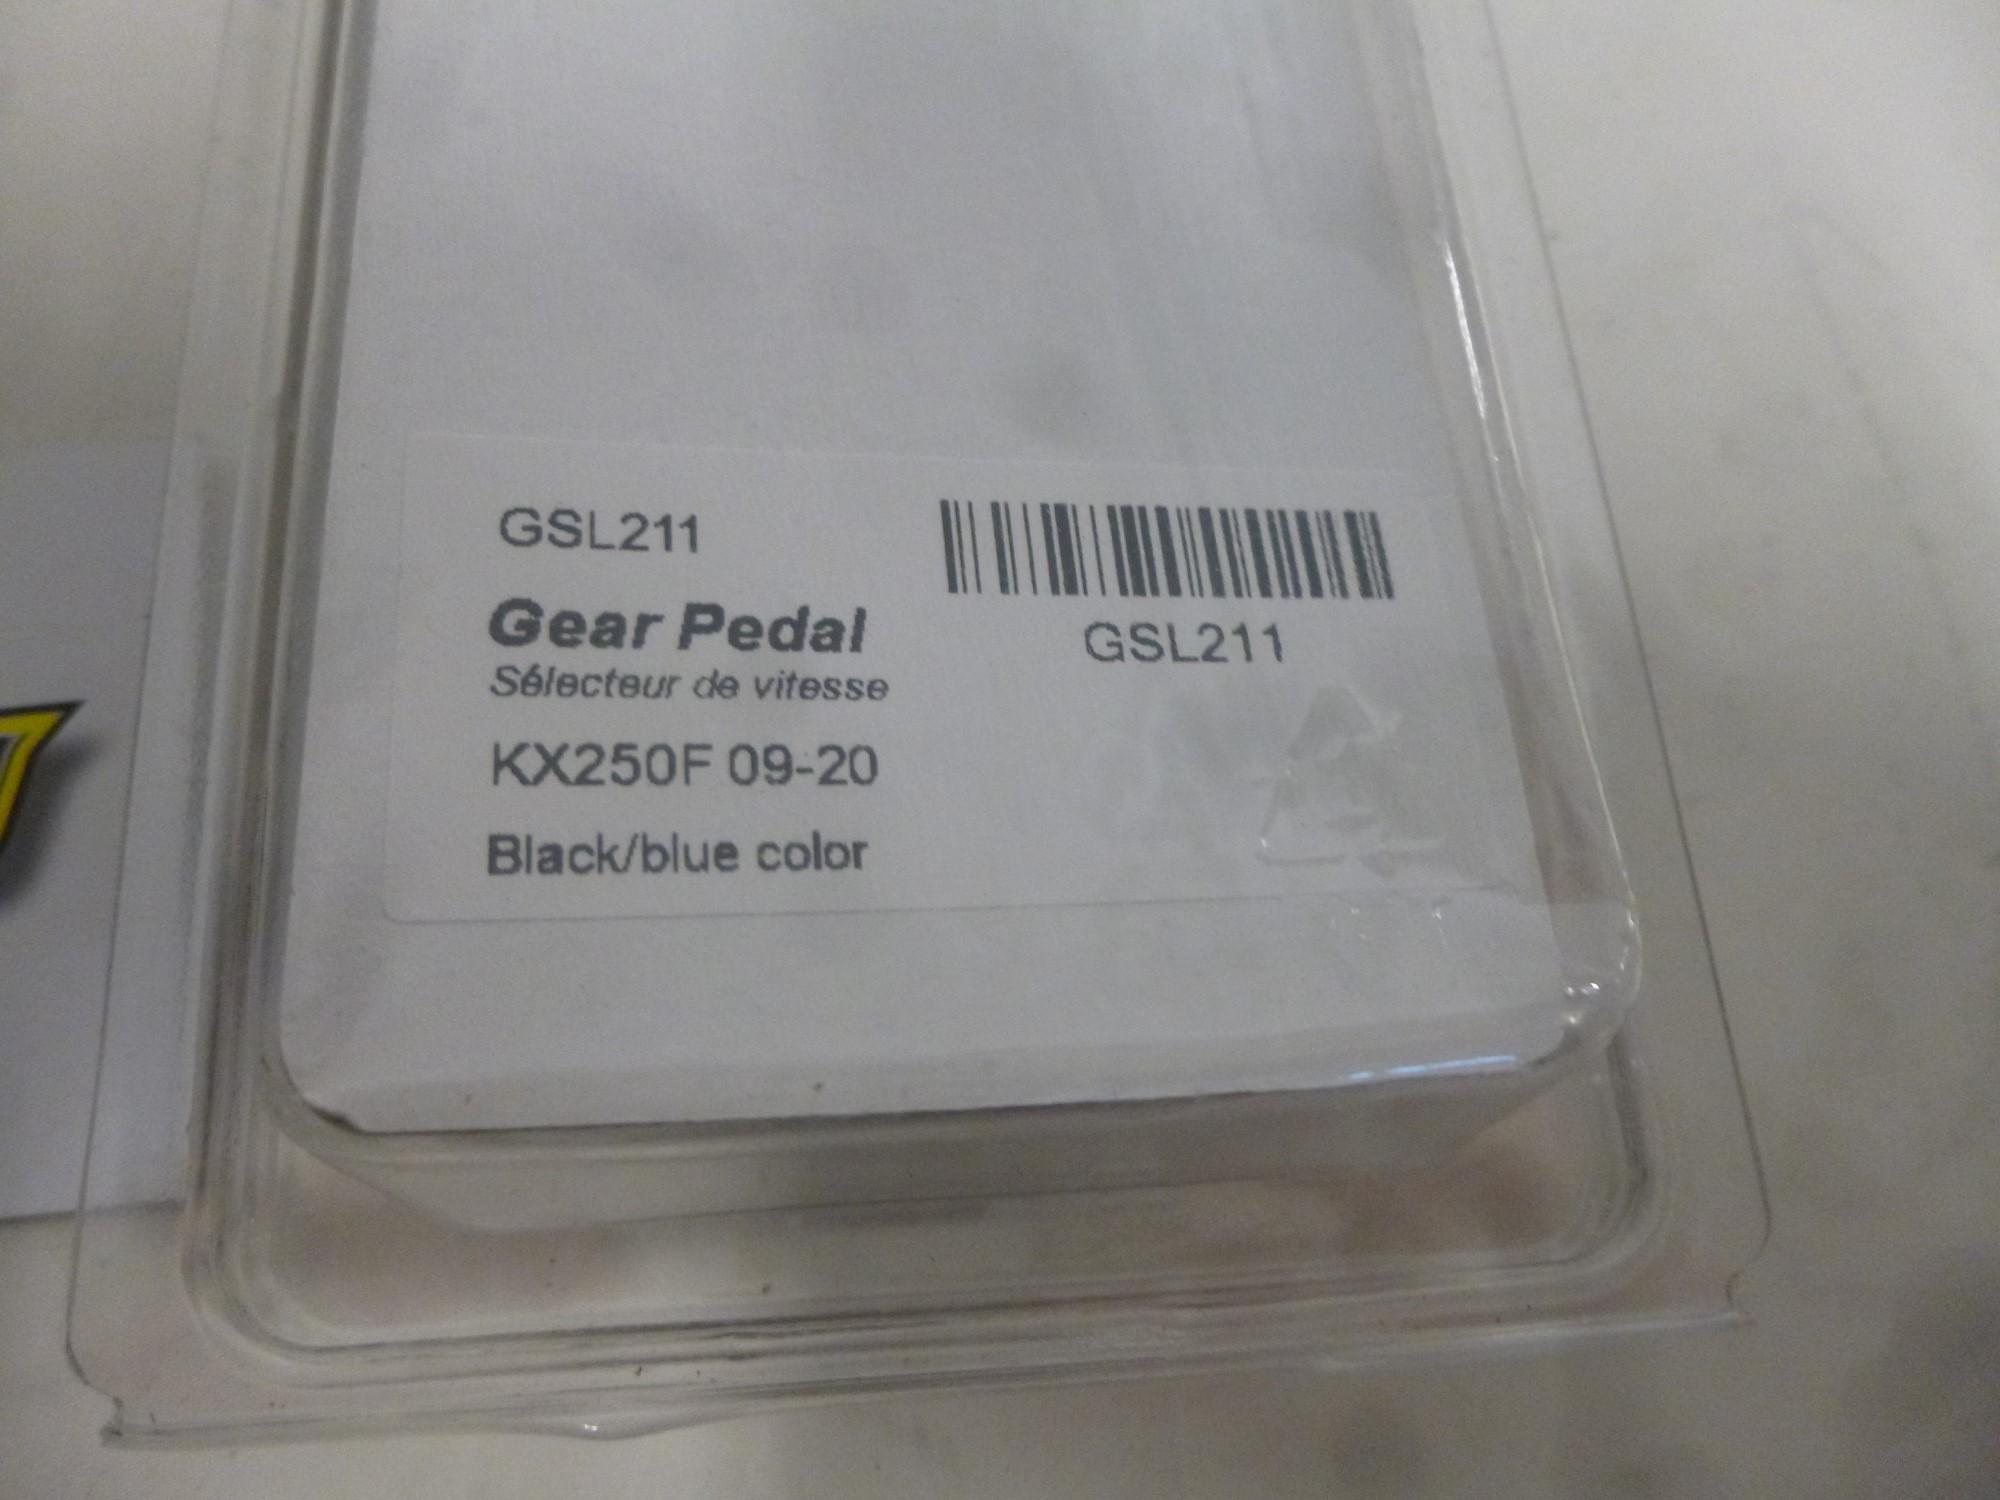 GSL211
Gear Pedal
Sélecteur de vitesse
KX250F 09-20
Black/blue color
GSL211